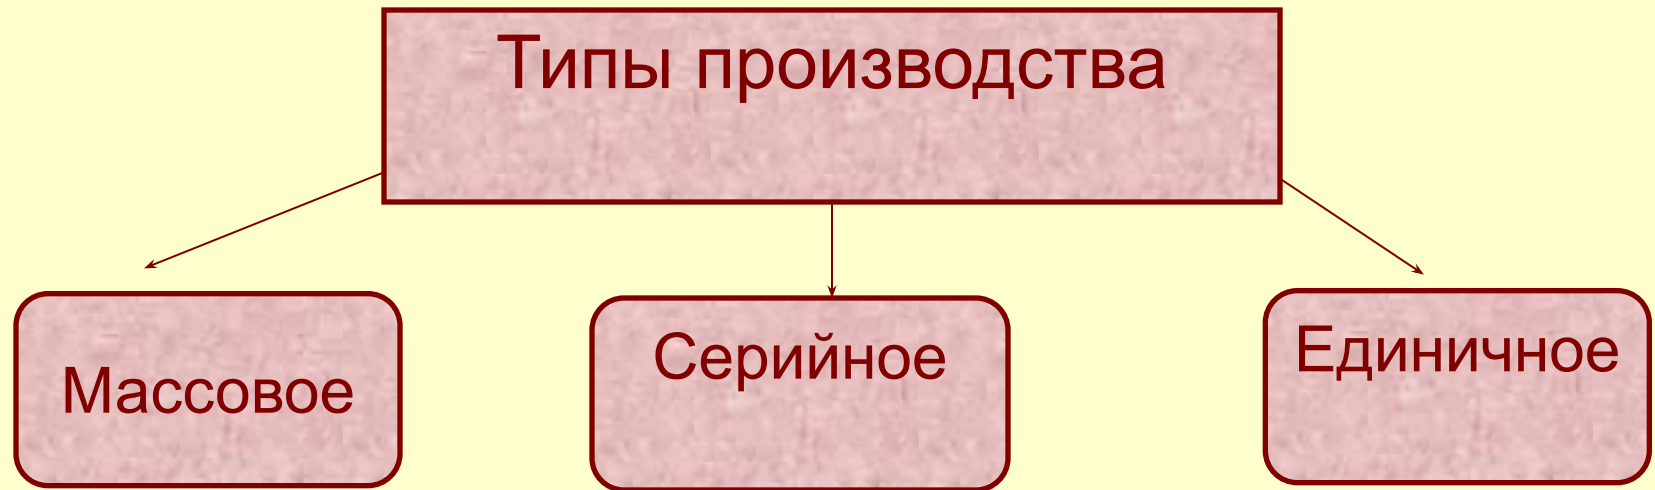 Типы производства
Массовое
Серийное
Единичное